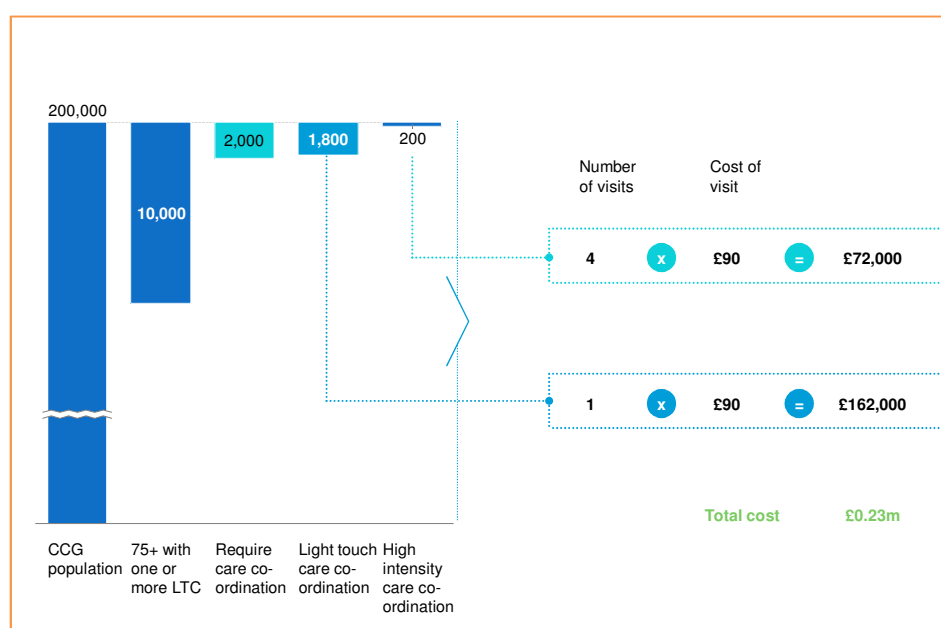 200,000
10,000
2,000
1,800
200
Number
of visits
Cost of
visit
4 x £90 = £72,000
1 x £90 = £162,000
Total cost £0.23m
CCG
population
75+ with
one or
more LTC
Require
care co-
ordination
Light touch
care co-
ordination
High
intensity
care co-
ordination